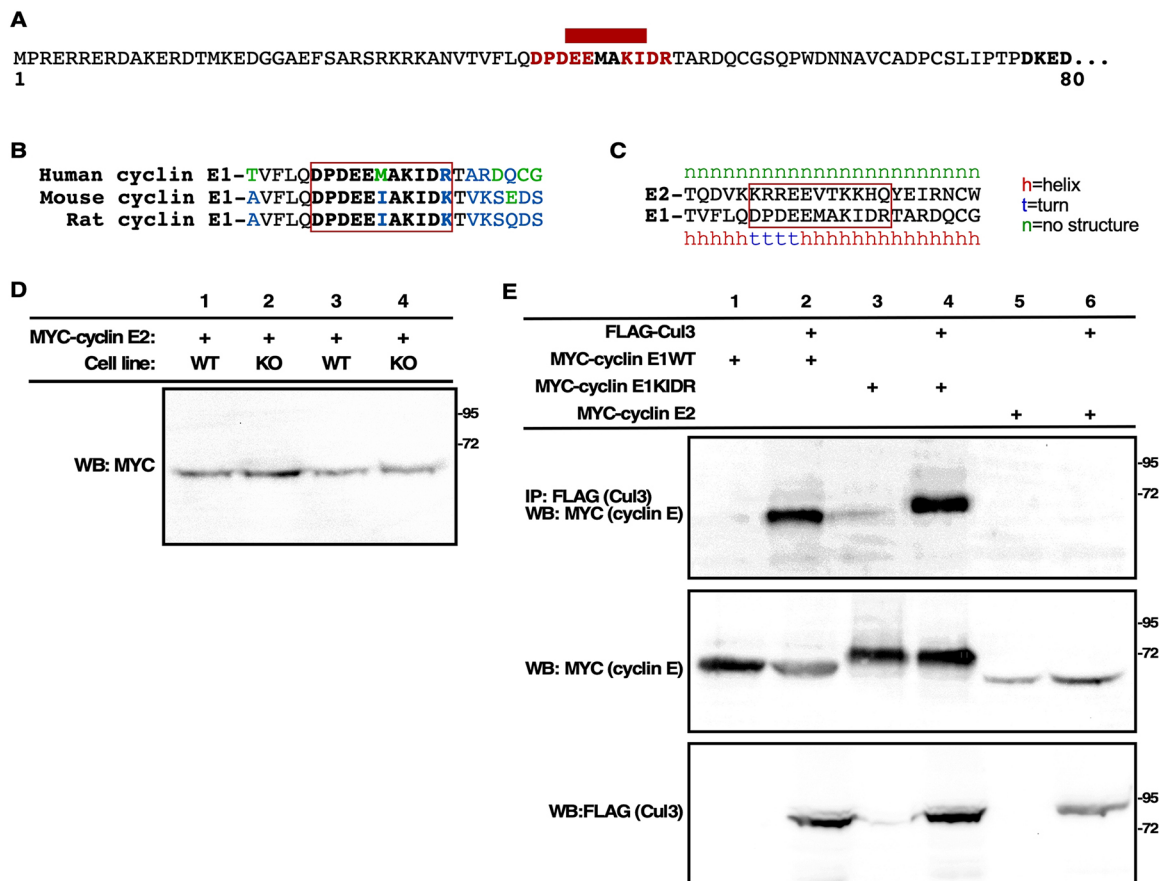 A
MPRERRERDAKERDTMKEDGGAEFSARSRKRKANVTVFLQDPDEEMAKIDRTARDQCGSQPWDNNAVCADPCSLIPTPDKED...
1 80
B
Human cyclin E1-TVFLQDPDEEMAKIDRTARDQCG
Mouse cyclin E1-AVFLQDPDEEIAKIDKTVKSEDS
Rat cyclin E1-AVFLQDPDEEIAKIDKTVKSQDS
C
nnnnnnnnnnnnnnnnnnnnnnn
E2-TQDVKKRREEVTKKHQYEIRNCW
E1-TVFLQDPDEEMAKIDRTARDQCG
hhhhhtttthhhhhhhhhhhhhh
h=helix
t=turn
n=no structure
D
1 2 3 4
MYC-cyclin E2: + + + +
Cell line: WT KO WT KO
-95
-72
WB: MYC
E
1 2 3 4 5 6
FLAG-Cul3 + + +
MYC-cyclin E1WT + +
MYC-cyclin E1KIDR + +
MYC-cyclin E2 + +
-95
-72
IP: FLAG (Cul3)
WB: MYC (cyclin E)
-95
-72
WB: MYC (cyclin E)
-95
-72
WB:FLAG (Cul3)